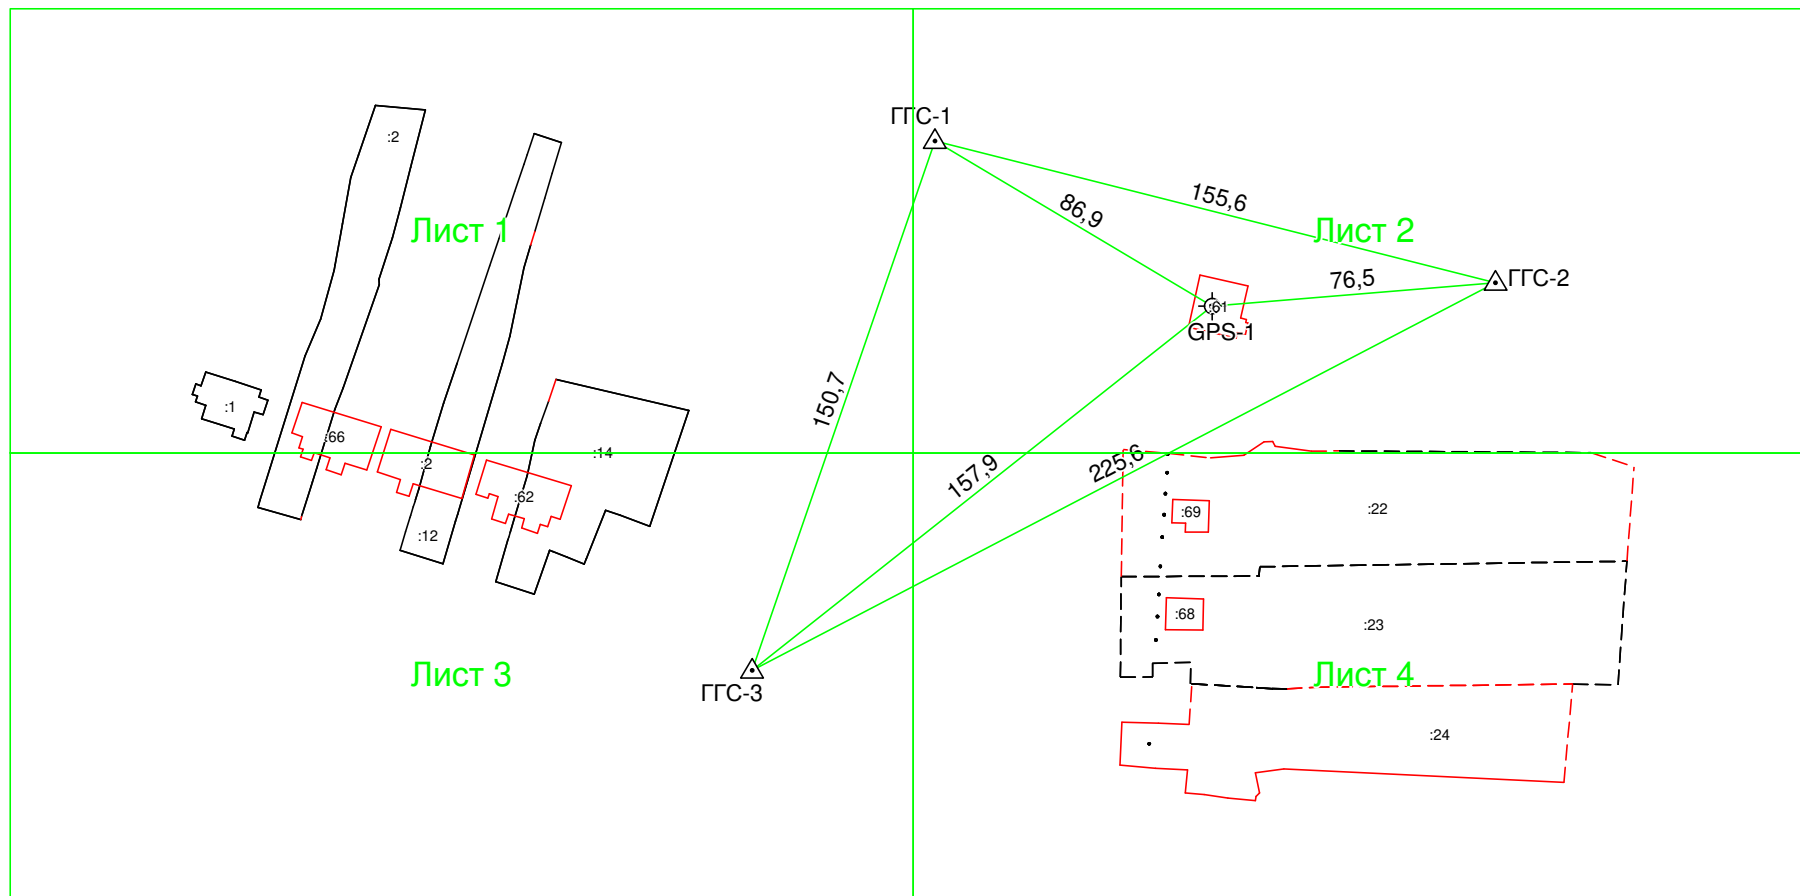 ГГС-1
:2
155,6
86,9
Лист 1
Лист 2
76,5
ГГС-2
:61
GPS-1
150,7
:1
:66
:2
:14
225,6
157,9
:62
:69
:22
:12
:68
:23
Лист 3
Лист 4
ГГС-3
:24